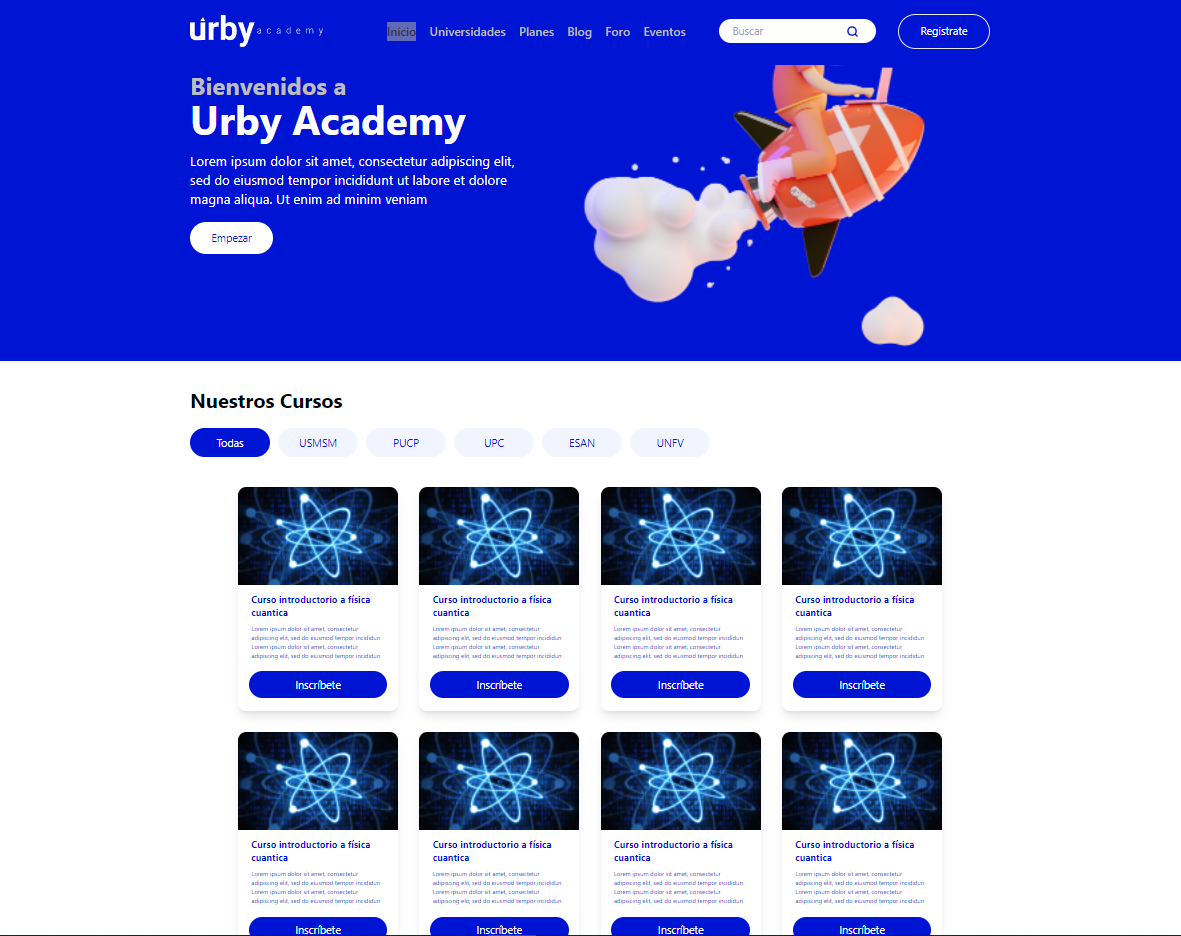 urby academy
Inicio Universidades Planes Blog Foro Eventos
Buscar
Registrate
Bienvenidos a
Urby Academy
Lorem ipsum dolor sit amet, consectetur adipiscing elit,
sed do eiusmod tempor incididunt ut labore et dolore
magna aliqua. Ut enim ad minim veniam
Empezar
Nuestros Cursos
Todas USMSM PUCP UPC ESAN UNFV
Curso introductorio a física
cuantica
Lorem ipsum dolor sit amet, consectetur
adipiscing elit, sed do eiusmod tempor incididun
Lorem ipsum dolor sit amet, consectetur
adipiscing elit, sed do eiusmod tempor incididun
Inscríbete
Curso introductorio a física
cuantica
Lorem ipsum dolor sit amet, consectetur
adipiscing elit, sed do eiusmod tempor incididun
Lorem ipsum dolor sit amet, consectetur
adipiscing elit, sed do eiusmod tempor incididun
Inscríbete
Curso introductorio a física
cuantica
Lorem ipsum dolor sit amet, consectetur
adipiscing elit, sed do eiusmod tempor incididun
Lorem ipsum dolor sit amet, consectetur
adipiscing elit, sed do eiusmod tempor incididun
Inscríbete
Curso introductorio a física
cuantica
Lorem ipsum dolor sit amet, consectetur
adipiscing elit, sed do eiusmod tempor incididun
Lorem ipsum dolor sit amet, consectetur
adipiscing elit, sed do eiusmod tempor incididun
Inscríbete
Curso introductorio a física
cuantica
Lorem ipsum dolor sit amet, consectetur
adipiscing elit, sed do eiusmod tempor incididun
Lorem ipsum dolor sit amet, consectetur
adipiscing elit, sed do eiusmod tempor incididun
Inscríbete
Curso introductorio a física
cuantica
Lorem ipsum dolor sit amet, consectetur
adipiscing elit, sed do eiusmod tempor incididun
Lorem ipsum dolor sit amet, consectetur
adipiscing elit, sed do eiusmod tempor incididun
Inscríbete
Curso introductorio a física
cuantica
Lorem ipsum dolor sit amet, consectetur
adipiscing elit, sed do eiusmod tempor incididun
Lorem ipsum dolor sit amet, consectetur
adipiscing elit, sed do eiusmod tempor incididun
Inscríbete
Curso introductorio a física
cuantica
Lorem ipsum dolor sit amet, consectetur
adipiscing elit, sed do eiusmod tempor incididun
Lorem ipsum dolor sit amet, consectetur
adipiscing elit, sed do eiusmod tempor incididun
Inscríbete